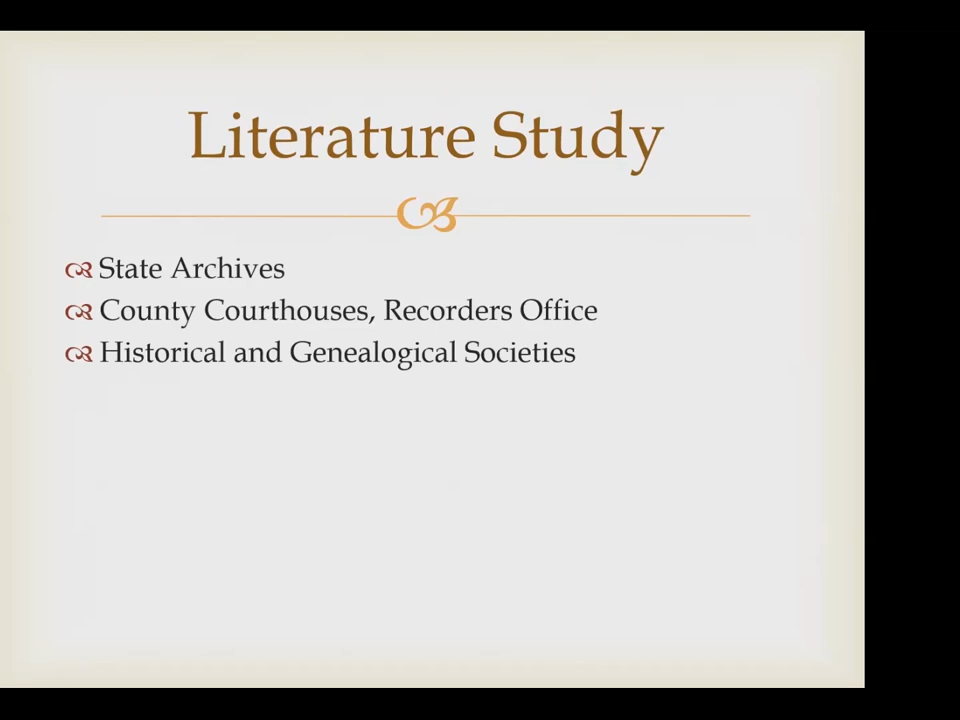 Literature Study
State Archives
County Courthouses, Recorders Office
Historical and Genealogical Societies